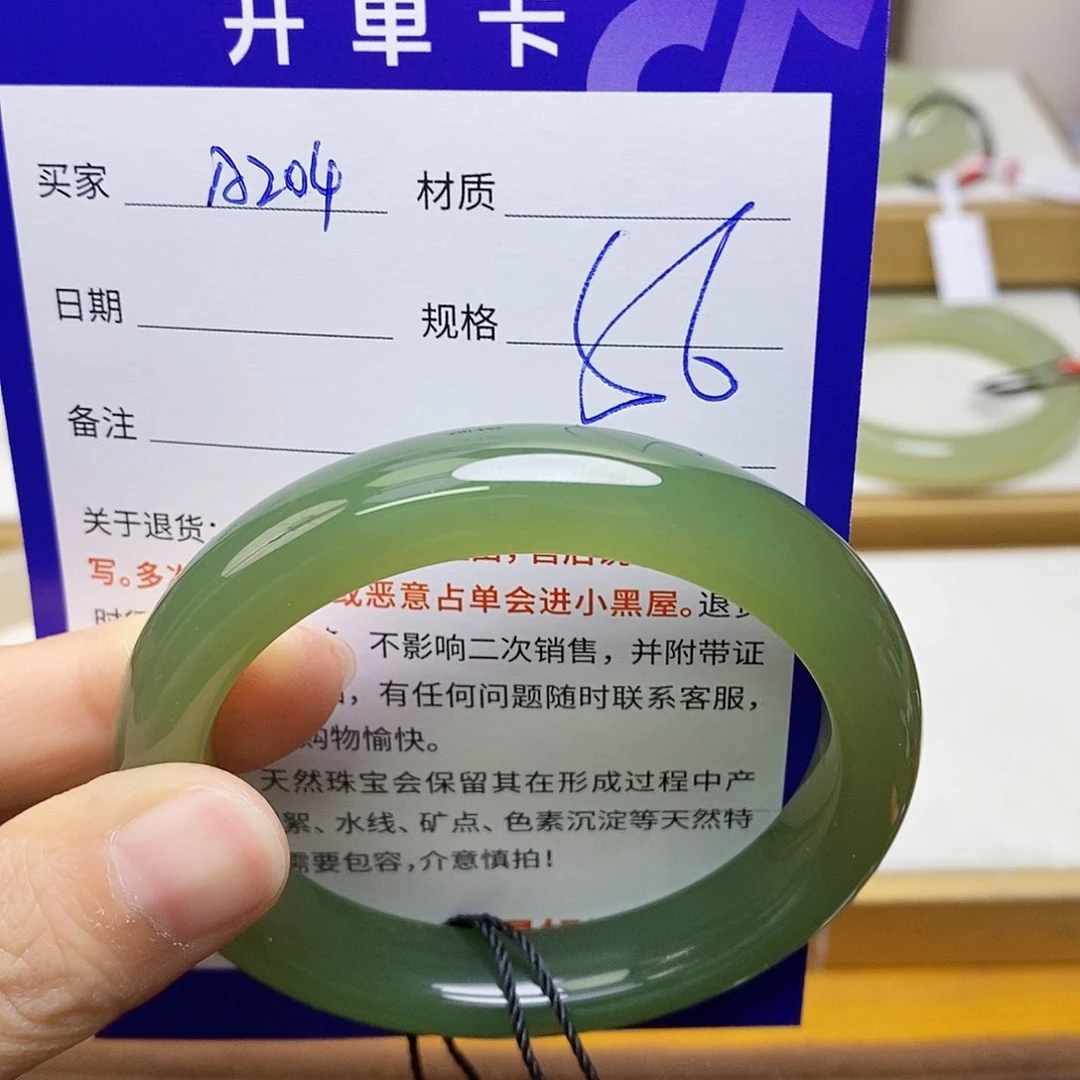 开单卡
买家 A204 材质
日期 规格 56
备注
关于退货：
写。多次
或恶意占单会进小黑屋。退货
不影响二次销售，并附带证
，有任何问题随时联系客服，
购物愉快。
天然珠宝会保留其在形成过程中产
絮、水线、矿点、色素沉淀等天然特
需要包容，介意慎拍！